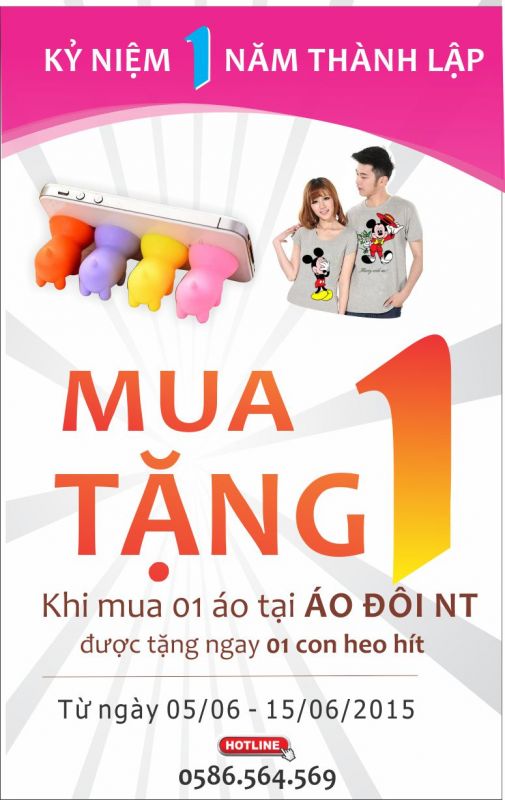 KỶ NIỆM 1 NĂM THÀNH LẬP
MUA 1
TẶNG
Khi mua 01 áo tại ÁO ĐÔI NT
được tặng ngay 01 con heo hít
Từ ngày 05/06 - 15/06/2015
HOTLINE
0586.564.569